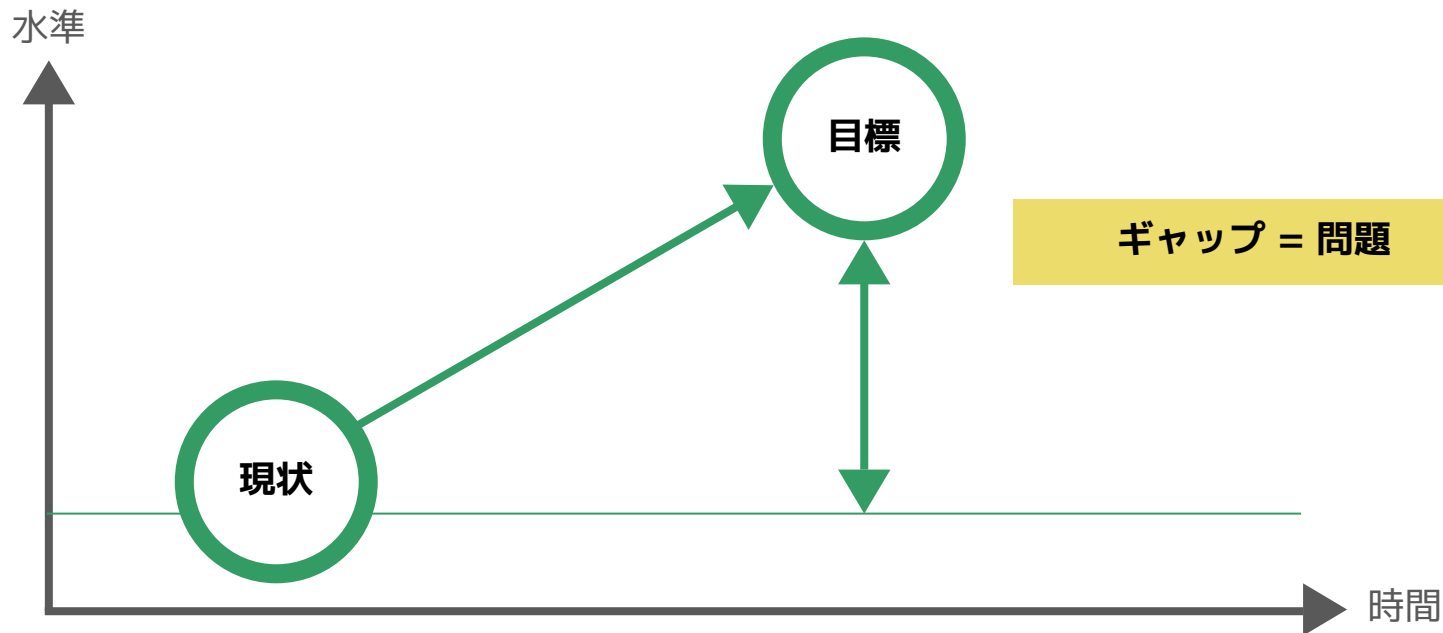 水準
目標
ギャップ = 問題
現状
時間